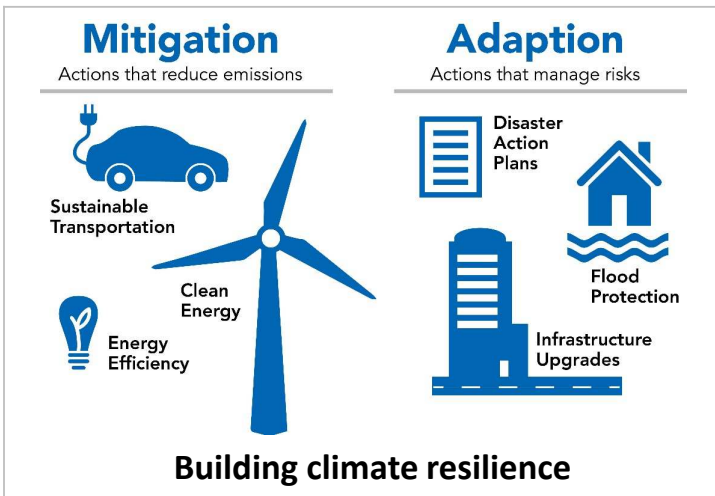 Mitigation
Actions that reduce emissions
Sustainable
Transportation
Clean
Energy
Energy
Efficiency
Adaption
Actions that manage risks
Disaster
Action
Plans
Flood
Protection
Infrastructure
Upgrades
Building climate resilience